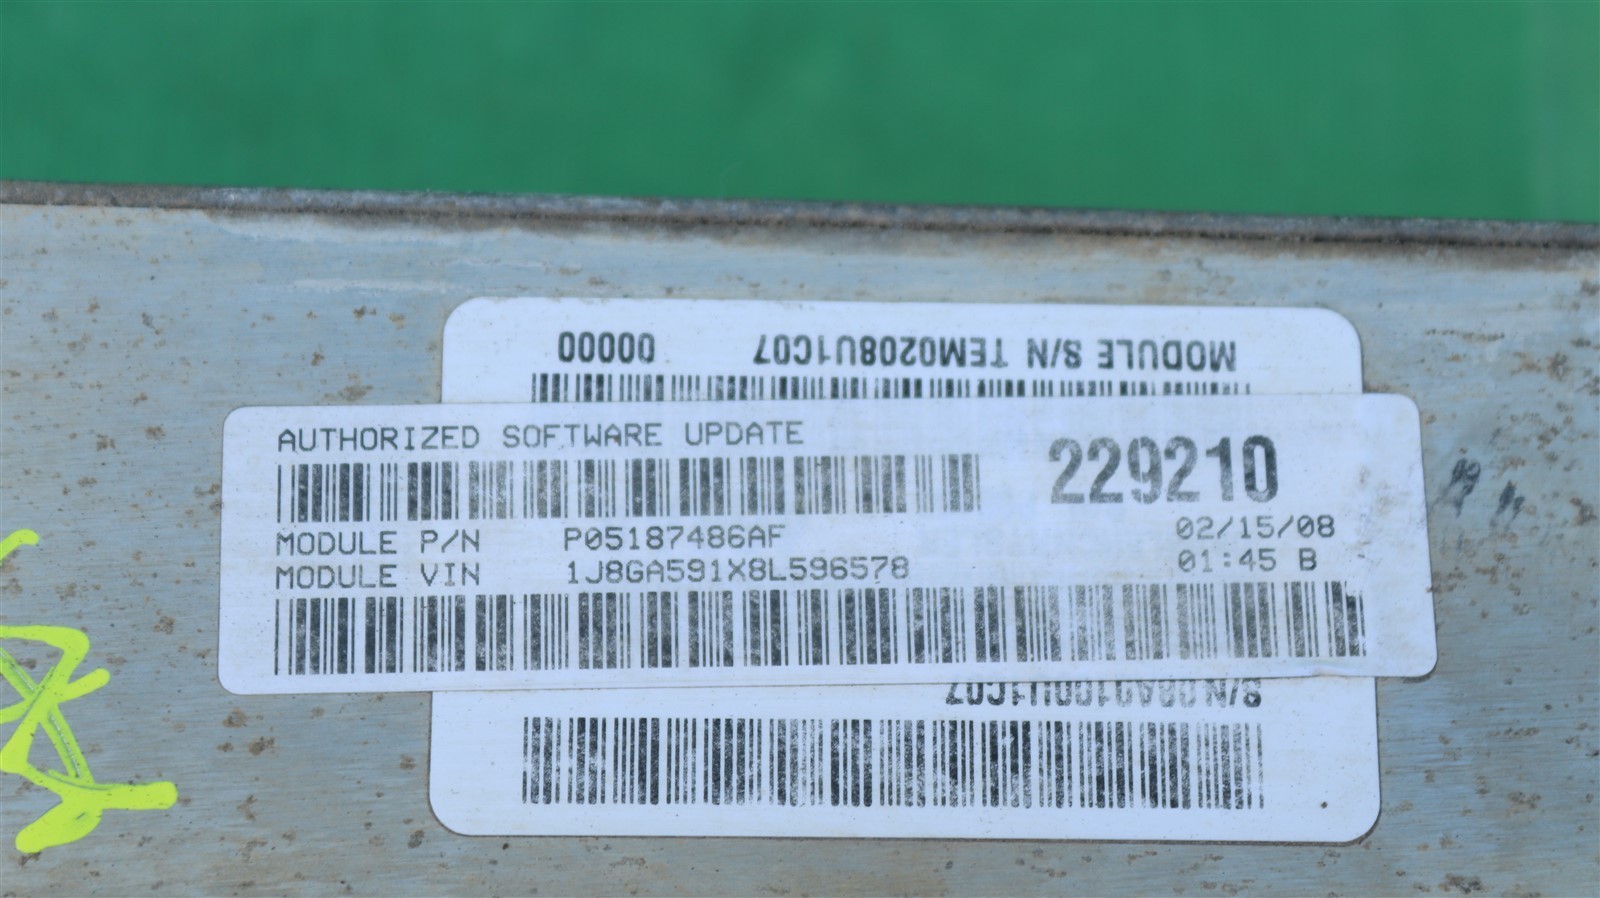 MODULE S/N TEM0208U1C07 00000
AUTHORIZED SOFTWARE UPDATE
229210
MODULE P/N P05187486AF 02/15/08
MODULE VIN 1J8GA591X8L596578 01:45 B
S/N